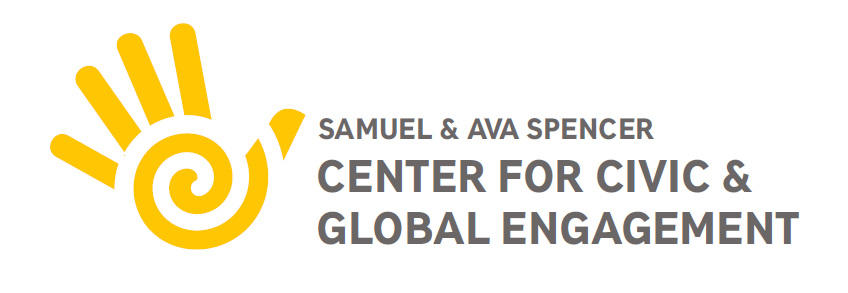 SAMUEL & AVA SPENCER
CENTER FOR CIVIC &
GLOBAL ENGAGEMENT